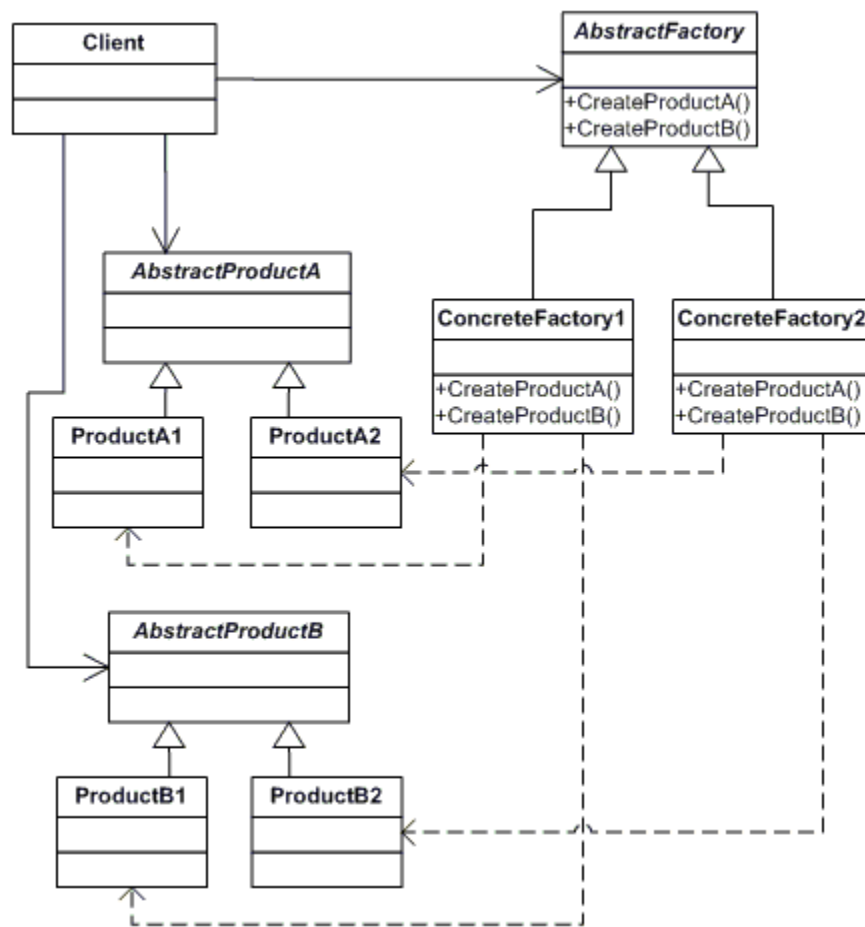 Client
AbstractFactory
+CreateProductA()
+CreateProductB()
AbstractProductA
ConcreteFactory1
+CreateProductA()
+CreateProductB()
ConcreteFactory2
+CreateProductA()
+CreateProductB()
ProductA1
ProductA2
AbstractProductB
ProductB1
ProductB2